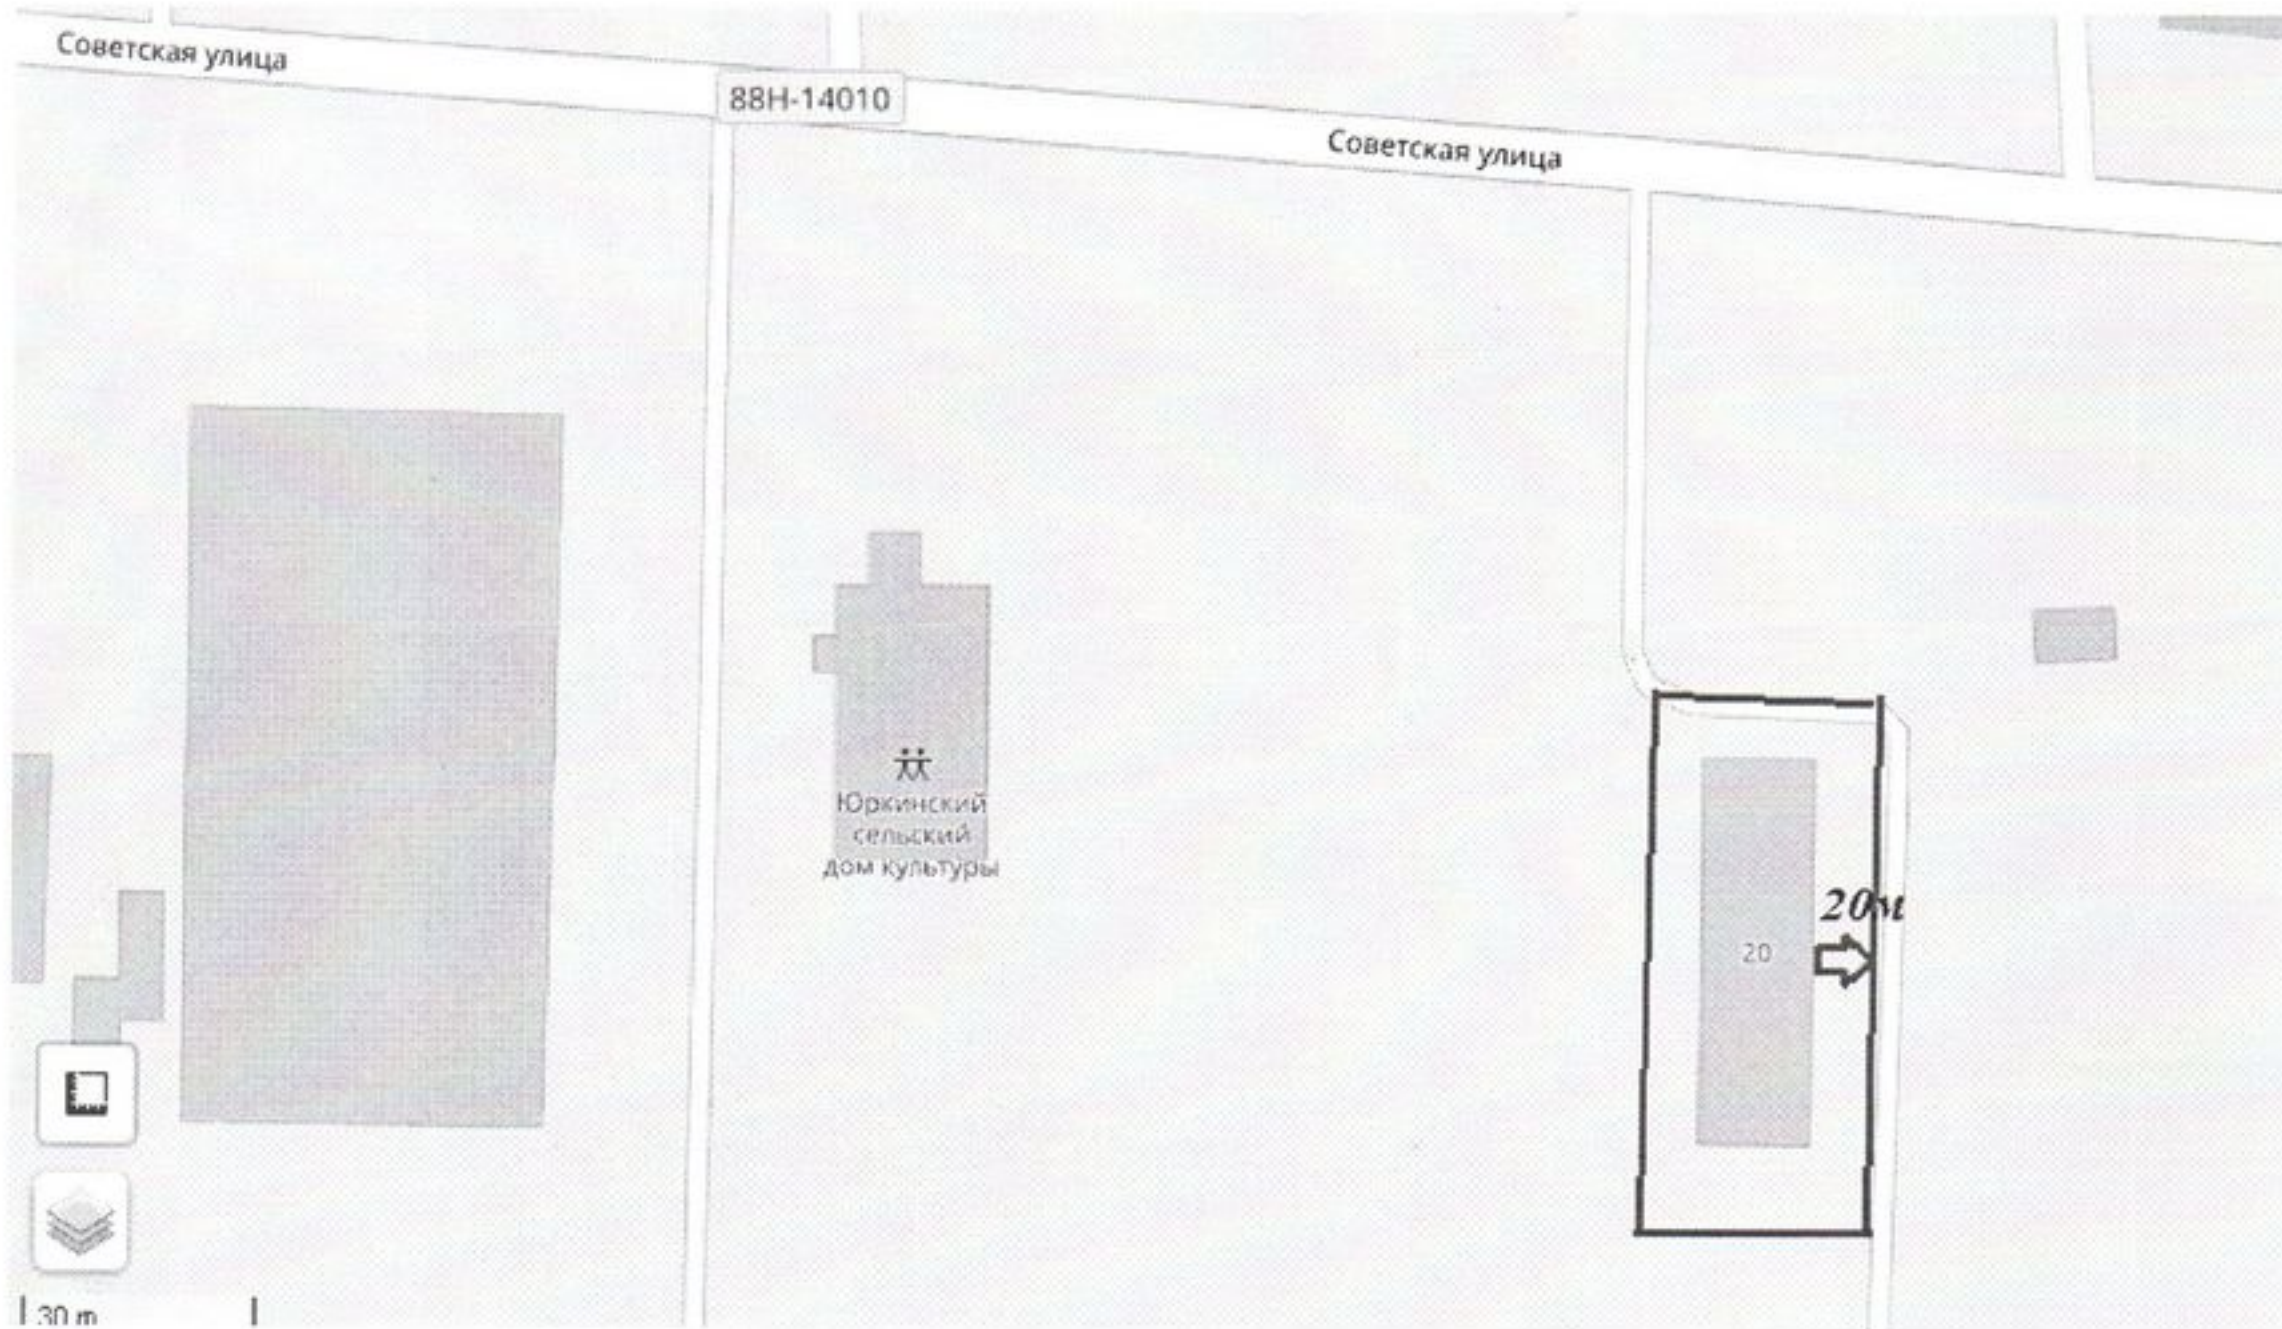 Советская улица
88Н-14010
Советская улица
Юркинский
сельский
дом культуры
20м
20
30 m